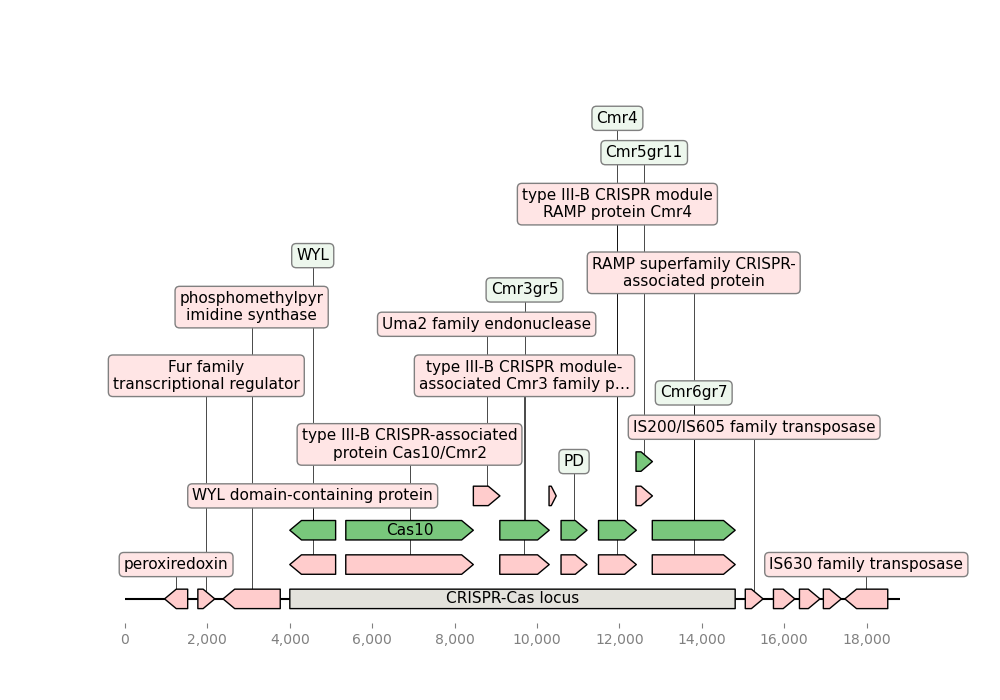 Cmr4
Cmr5gr11
type III-B CRISPR module
RAMP protein Cmr4
WYL
RAMP superfamily CRISPR-
associated protein
Cmr3gr5
phosphomethylpyr
imidine synthase
Uma2 family endonuclease
Fur family
transcriptional regulator
type III-B CRISPR module-
associated Cmr3 family p…
Cmr6gr7
IS200/IS605 family transposase
type III-B CRISPR-associated
protein Cas10/Cmr2
PD
WYL domain-containing protein
Cas10
peroxiredoxin
IS630 family transposase
CRISPR-Cas locus
0 2,000 4,000 6,000 8,000 10,000 12,000 14,000 16,000 18,000